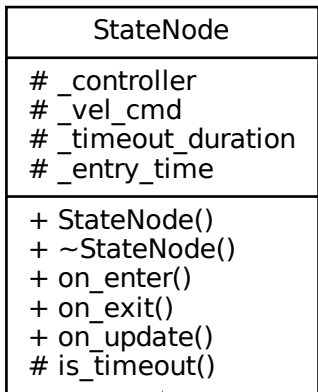 StateNode
# _controller
# _vel_cmd
# _timeout_duration
# _entry_time
+ StateNode()
+ ~StateNode()
+ on_enter()
+ on_exit()
+ on_update()
# is_timeout()